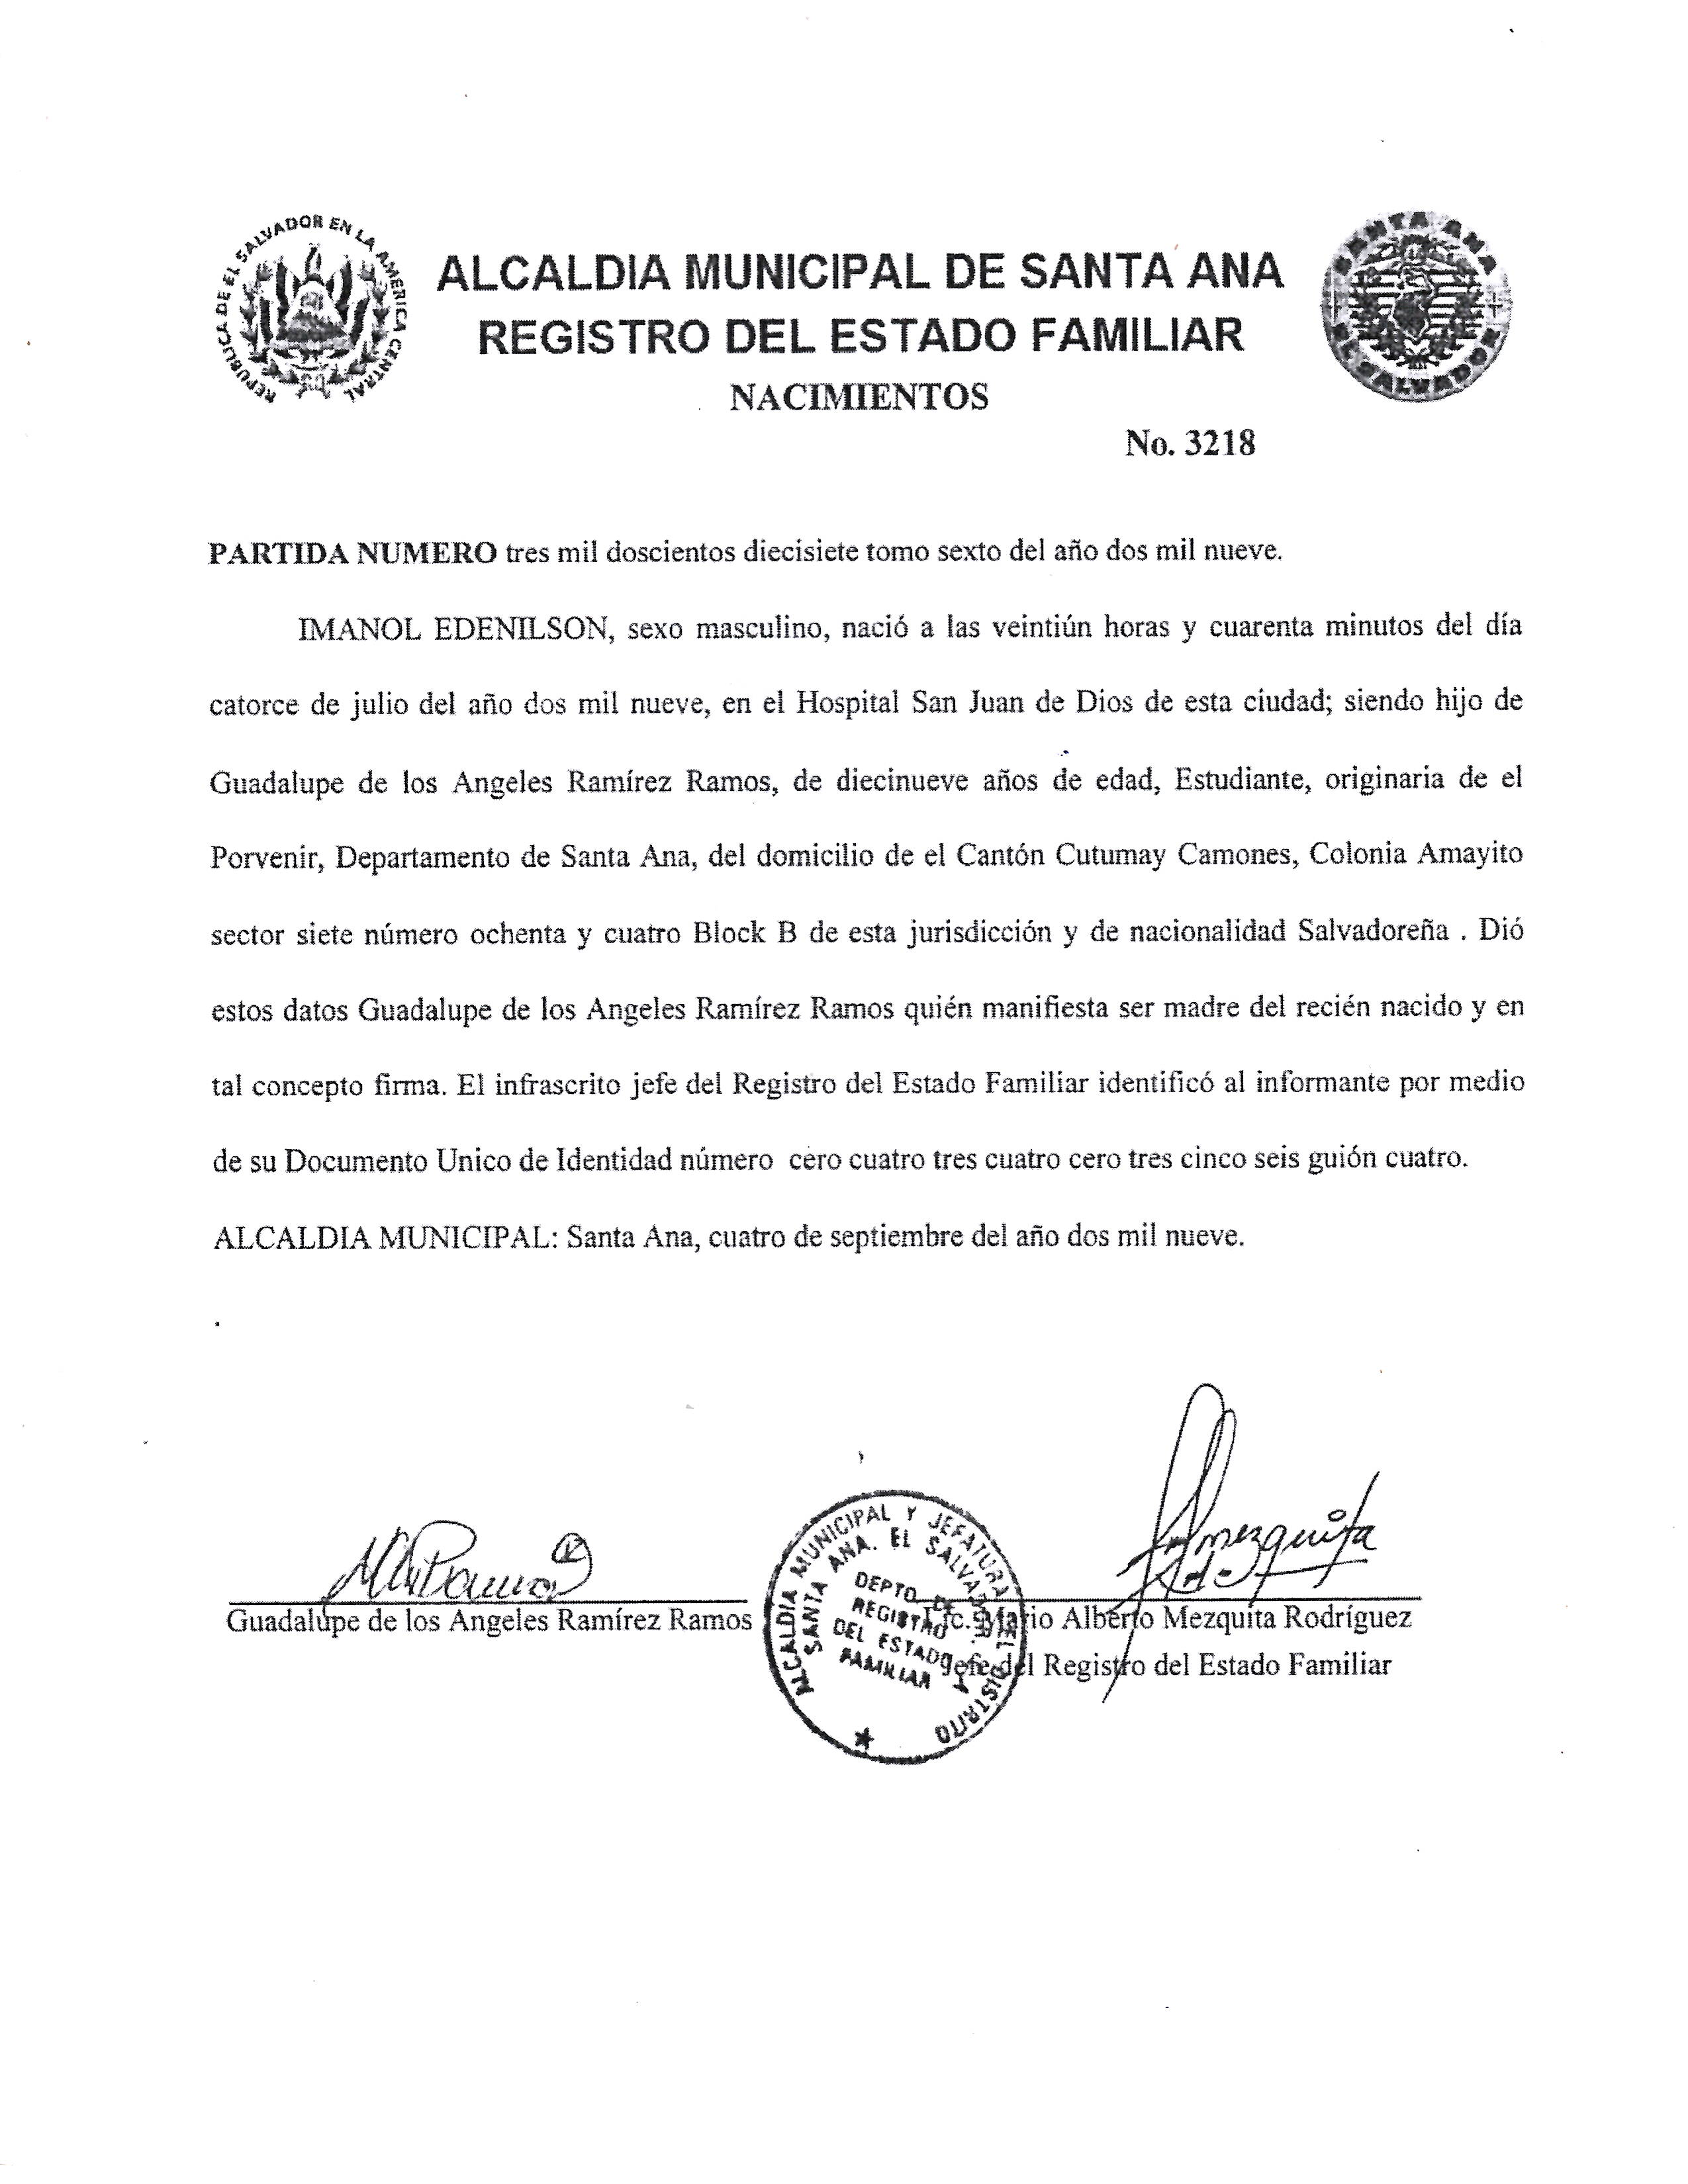 REPUBLICA DE EL SALVADOR EN LA AMERICA CENTRAL
SANTA ANA
EL SALVADOR
ALCALDIA MUNICIPAL DE SANTA ANA
REGISTRO DEL ESTADO FAMILIAR
NACIMIENTOS
No. 3218
PARTIDA NUMERO tres mil doscientos diecisiete tomo sexto del año dos mil nueve.
IMANOL EDENILSON, sexo masculino, nació a las veintiún horas y cuarenta minutos del día
catorce de julio del año dos mil nueve, en el Hospital San Juan de Dios de esta ciudad; siendo hijo de
Guadalupe de los Angeles Ramírez Ramos, de diecinueve años de edad, Estudiante, originaria de el
Porvenir, Departamento de Santa Ana, del domicilio de el Cantón Cutumay Camones, Colonia Amayito
sector siete número ochenta y cuatro Block B de esta jurisdicción y de nacionalidad Salvadoreña . Dió
estos datos Guadalupe de los Angeles Ramírez Ramos quién manifiesta ser madre del recién nacido y en
tal concepto firma. El infrascrito jefe del Registro del Estado Familiar identificó al informante por medio
de su Documento Unico de Identidad número cero cuatro tres cuatro cero tres cinco seis guión cuatro.
ALCALDIA MUNICIPAL: Santa Ana, cuatro de septiembre del año dos mil nueve.
Guadalupe de los Angeles Ramírez Ramos
ALCALDIA MUNICIPAL Y JEFATURA DEL DISTRITO
SANTA ANA. EL SALVADOR
DEPTO. DE
REGISTRO
DEL ESTADO
FAMILIAR
Lic. Mario Alberto Mezquita Rodríguez
Jefe del Registro del Estado Familiar